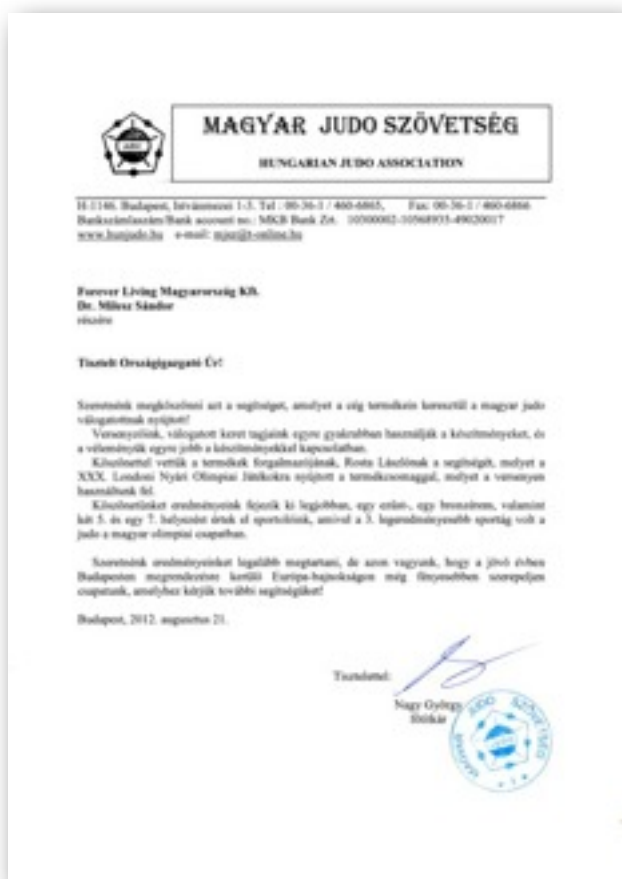 MAGYAR JUDO SZÖVETSÉG
HUNGARIAN JUDO ASSOCIATION
H-1146. Budapest, Istvánmezei 1-3. Tel : 00-36-1 / 460-6865, Fax: 00-36-1 / 460-6866
Bankszámlaszám/Bank account no.: MKB Bank Zrt. 10300002-10568935-49020017
www.hunjudo.hu e-mail: mjsz@t-online.hu
Forever Living Magyarország Kft.
Dr. Milesz Sándor
részére
Tisztelt Országigazgató Úr!
Szeretnénk megköszönni azt a segítséget, amelyet a cég termékein keresztül a magyar judo
válogatottnak nyújtott!
Versenyzőink, válogatott keret tagjaink egyre gyakrabban használják a készítményeket, és
a véleményük egyre jobb a készítményekkel kapcsolatban.
Köszönettel vettük a termékek forgalmazójának, Rosta Lászlónak a segítségét, melyet a
XXX. Londoni Nyári Olimpiai Játékokra nyújtott a termékcsomaggal, melyet a versenyen
használtunk fel.
Köszönetünket eredményeink fejezik ki legjobban, egy ezüst-, egy bronzérem, valamint
két 5. és egy 7. helyezést értek el sportolóink, amivel a 3. legeredményesebb sportág volt a
judo a magyar olimpiai csapatban.
Szeretnénk eredményeinket legalább megtartani, de azon vagyunk, hogy a jövő évben
Budapesten megrendezésre kerülő Európa-bajnokságon még fényesebben szerepeljen
csapatunk, amelyhez kérjük további segítségüket!
Budapest, 2012. augusztus 21.
Tisztelettel:
Nagy György
főtitkár
MAGYAR JUDO SZÖVETSÉG